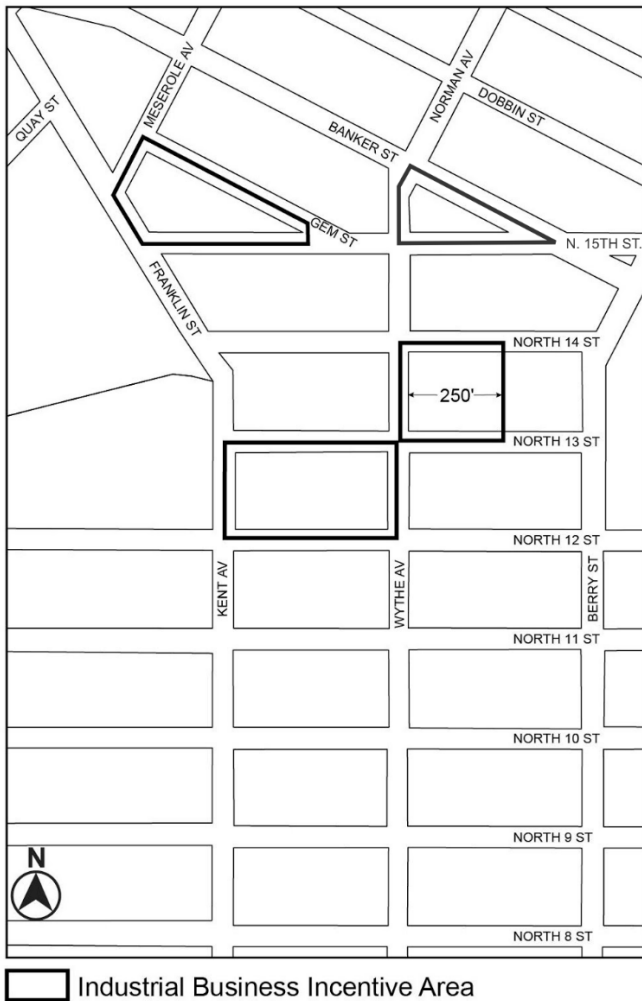 MESEROLE AV
NORMAN AV
QUAY ST
DOBBIN ST
BANKER ST
GEM ST
N. 15TH ST.
FRANKLIN ST
NORTH 14 ST
250'
NORTH 13 ST
NORTH 12 ST
KENT AV
WYTHE AV
BERRY ST
NORTH 11 ST
NORTH 10 ST
NORTH 9 ST
N
NORTH 8 ST
Industrial Business Incentive Area